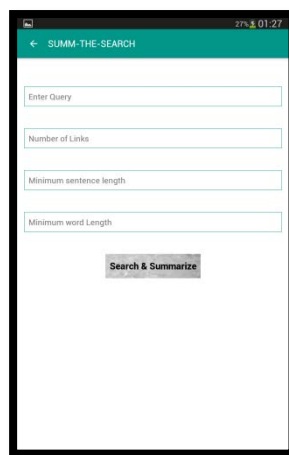 27% 01:27
SUMM-THE-SEARCH
Enter Query
Number of Links
Minimum sentence length
Minimum word Length
Search & Summarize